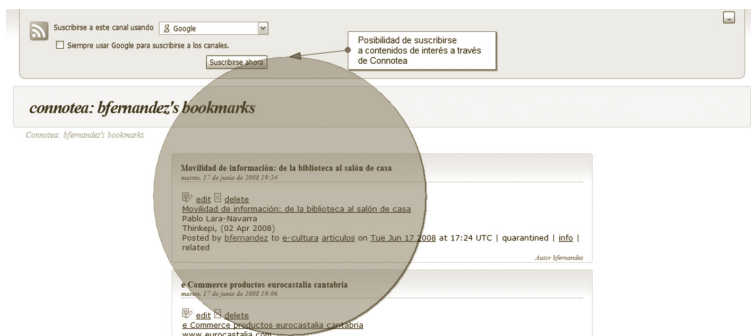 Suscribirse a este canal usando Google
Siempre usar Google para suscribirse a los canales.
Suscribirse ahora
Posibilidad de suscribirse
a contenidos de interés a través
de Connotea
connotea: bfernandez's bookmarks
Connotea: bfernandez's bookmarks
Movilidad de información: de la biblioteca al salón de casa
martes, 17 de junio de 2008 19:24
edit delete
Movilidad de información: de la biblioteca al salón de casa
Pablo Lara-Navarra
Thinkepi, (02 Apr 2008)
Posted by bfernandez to e-cultura articulos on Tue Jun 17 2008 at 17:24 UTC | quarantined | info |
related
Autor bfernandez
e Commerce productos eurocastalia cantabria
martes, 17 de junio de 2008 19:06
edit delete
e Commerce productos eurocastalia cantabria
www.eurocastalia.com